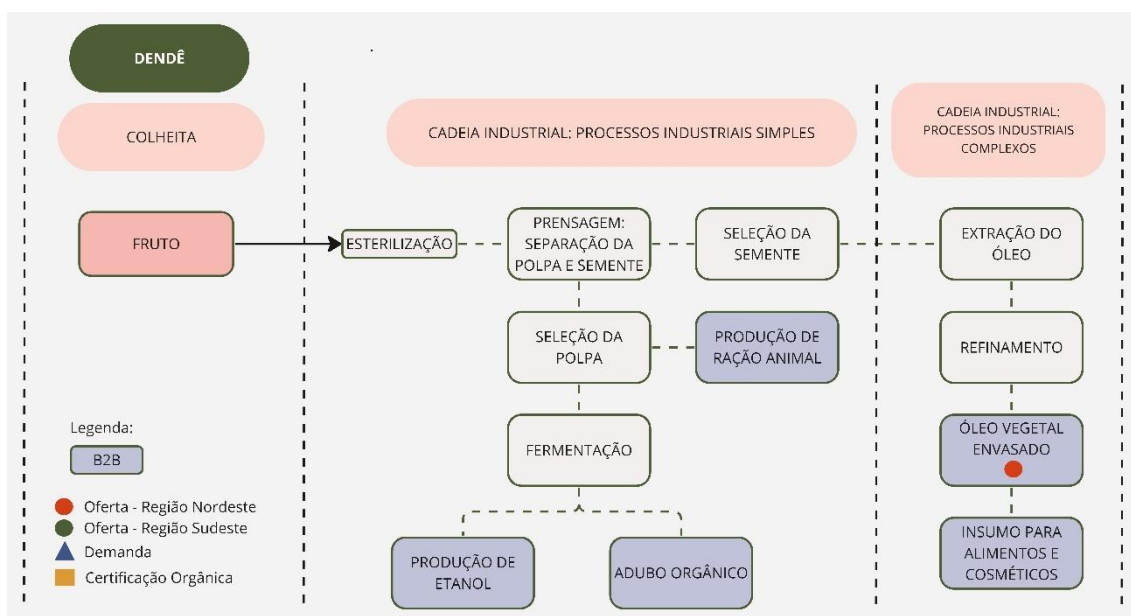 DENDÊ
COLHEITA
CADEIA INDUSTRIAL; PROCESSOS INDUSTRIAIS SIMPLES
CADEIA INDUSTRIAL;
PROCESSOS INDUSTRIAIS
COMPLEXOS
FRUTO
ESTERILIZAÇÃO
PRENSAGEM:
SEPARAÇÃO DA
POLPA E SEMENTE
SELEÇÃO DA
SEMENTE
EXTRAÇÃO DO
ÓLEO
SELEÇÃO DA
POLPA
PRODUÇÃO DE
RAÇÃO ANIMAL
REFINAMENTO
FERMENTAÇÃO
ÓLEO VEGETAL
ENVASADO
PRODUÇÃO DE
ETANOL
ADUBO ORGÂNICO
INSUMO PARA
ALIMENTOS E
COSMÉTICOS
Legenda:
B2B
Oferta - Região Nordeste
Oferta - Região Sudeste
Demanda
Certificação Orgânica